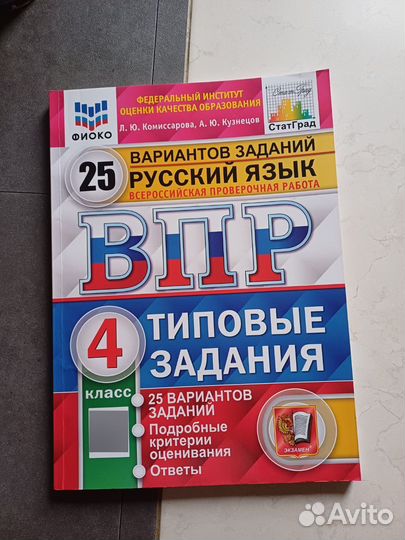 ФЕДЕРАЛЬНЫЙ ИНСТИТУТ
ОЦЕНКИ КАЧЕСТВА ОБРАЗОВАНИЯ
ФИОКО
Л. Ю. Комиссарова, А. Ю. Кузнецов
СтатГрад
25
ВАРИАНТОВ ЗАДАНИЙ
РУССКИЙ ЯЗЫК
ВСЕРОССИЙСКАЯ ПРОВЕРОЧНАЯ РАБОТА
ВПР
4
класс
ТИПОВЫЕ
ЗАДАНИЯ
25 ВАРИАНТОВ
ЗАДАНИЙ
Подробные
критерии
оценивания
Ответы
ЭКЗАМЕН
Avito